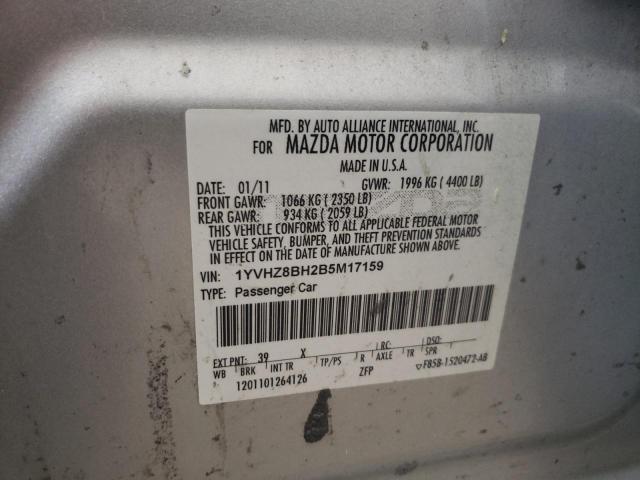 MFD. BY AUTO ALLIANCE INTERNATIONAL, INC.
FOR MAZDA MOTOR CORPORATION
MADE IN U.S.A.
DATE: 01/11 GVWR: 1996 KG ( 4400 LB)
FRONT GAWR: 1066 KG ( 2350 LB)
REAR GAWR: 934 KG ( 2059 LB)
THIS VEHICLE CONFORMS TO ALL APPLICABLE FEDERAL MOTOR
VEHICLE SAFETY, BUMPER, AND THEFT PREVENTION STANDARDS
IN EFFECT ON THE DATE OF MANUFACTURE SHOWN ABOVE.
VIN: 1YVHZ8BH2B5M17159
TYPE: Passenger Car
EXT PNT: 39 X RC: DSO:
WB BRK INT TR TP/PS R AXLE TR SPR
1201101264126 ZFP F85B-1520472-AB